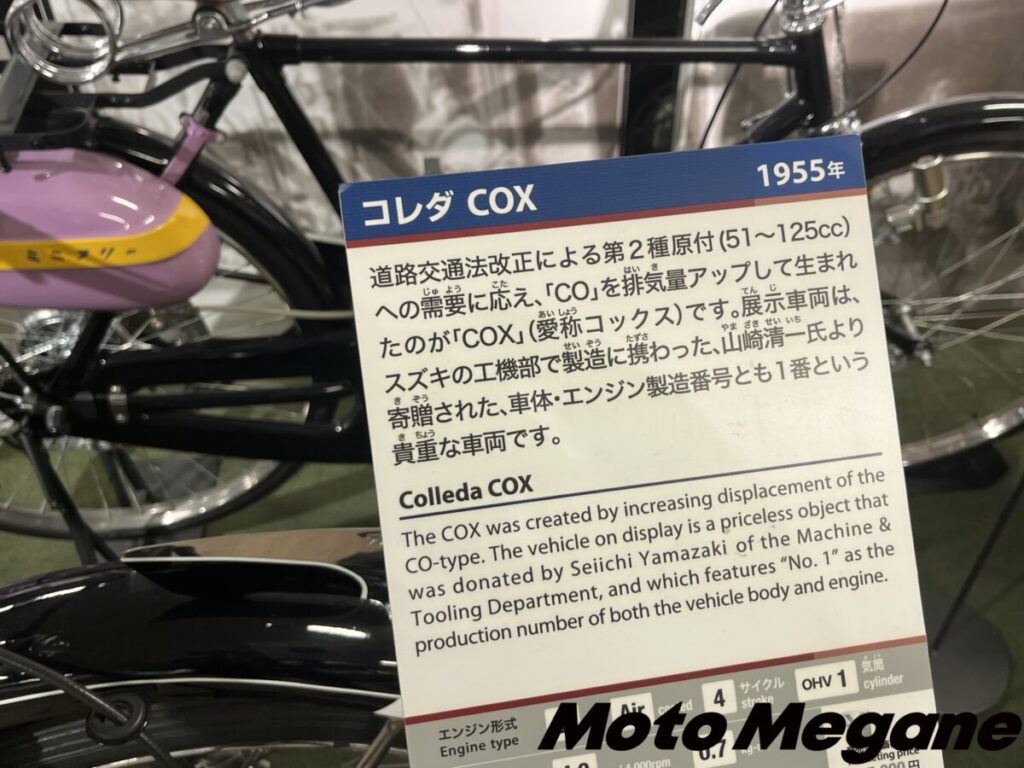 ミニフリー
コレダ COX
1955年
道路交通法改正による第2種原付(51〜125cc)
への需要に応え、「CO」を排気量アップして生まれ
たのが「COX」(愛称コックス)です。展示車両は、
スズキの工機部で製造に携わった、山崎清一氏より
寄贈された、車体・エンジン製造番号とも1番という
貴重な車両です。
Colleda COX
The COX was created by increasing displacement of the
CO-type. The vehicle on display is a priceless object that
was donated by Seiichi Yamazaki of the Machine &
Tooling Department, and which features "No. 1" as the
production number of both the vehicle body and engine.
エンジン形式
Engine type
Air
4
サイクル
stroke
OHV 1
気筒
cylinder
Moto Megane